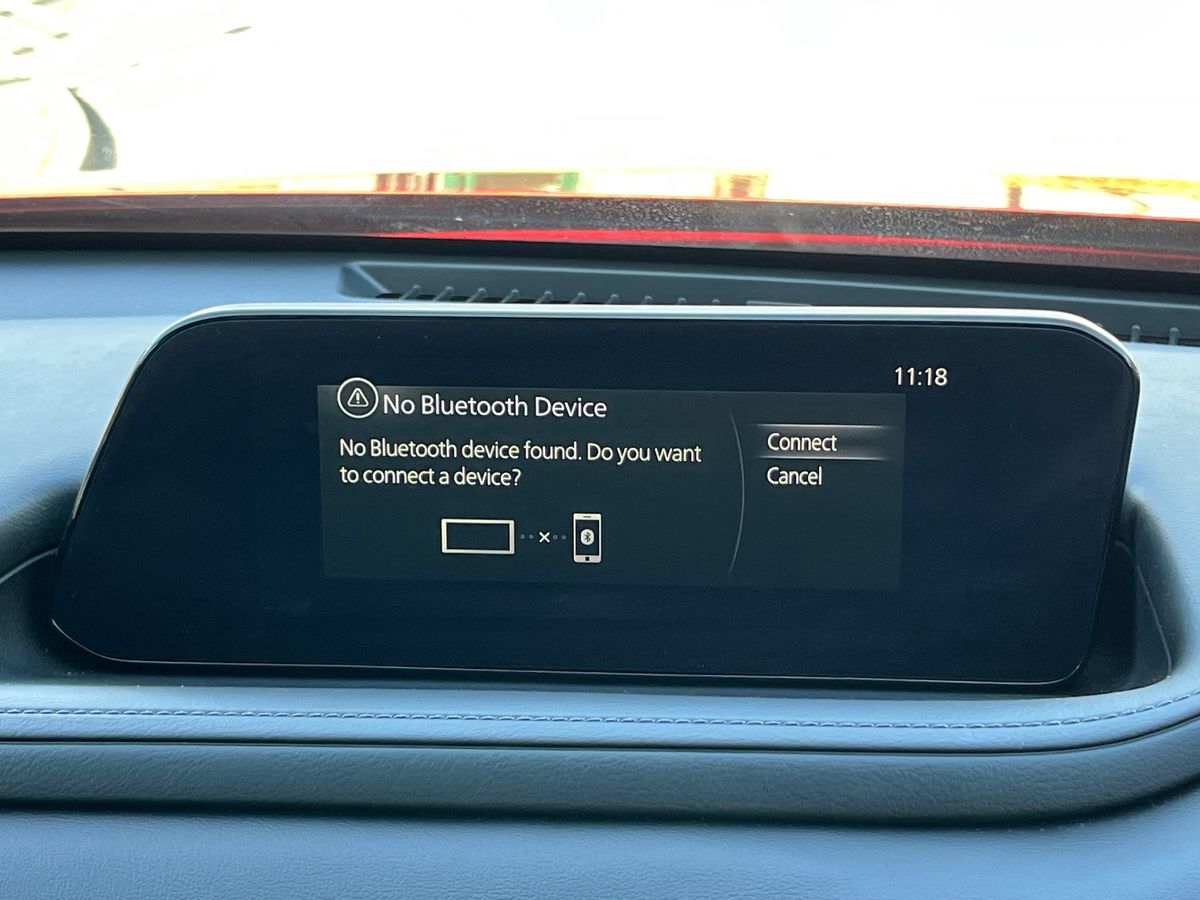 11:18
No Bluetooth Device
No Bluetooth device found. Do you want
to connect a device?
Connect
Cancel